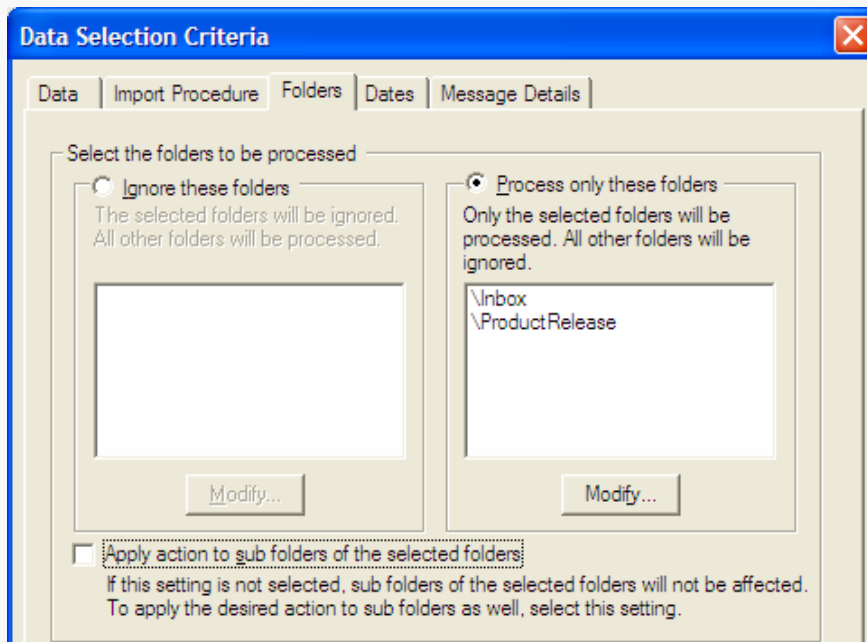 Data Selection Criteria
Data Import Procedure Folders Dates Message Details
Select the folders to be processed
Ignore these folders
The selected folders will be ignored.
All other folders will be processed.
Modify...
Process only these folders
Only the selected folders will be
processed. All other folders will be
ignored.
\Inbox
\ProductRelease
Modify...
Apply action to sub folders of the selected folders
If this setting is not selected, sub folders of the selected folders will not be affected.
To apply the desired action to sub folders as well, select this setting.